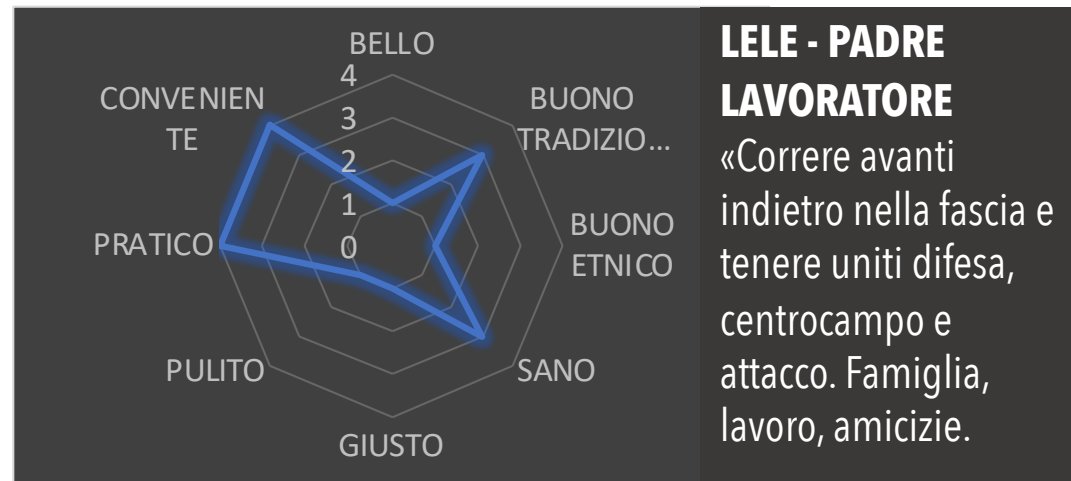 BELLO
BUONO
TRADIZIO...
BUONO
ETNICO
SANO
GIUSTO
PULITO
PRATICO
CONVENIEN
TE
4
3
2
1
0
LELE - PADRE
LAVORATORE
«Correre avanti
indietro nella fascia e
tenere uniti difesa,
centrocampo e
attacco. Famiglia,
lavoro, amicizie.